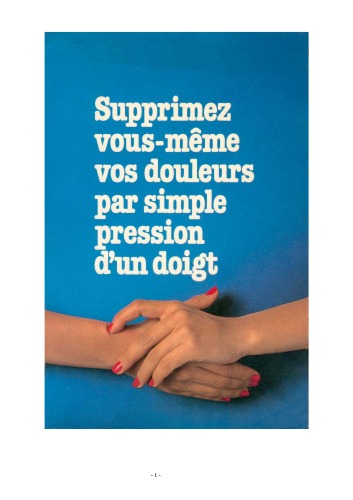 Supprimez
vous-même
vos douleurs
par simple
pression
d'un doigt
- 1 -